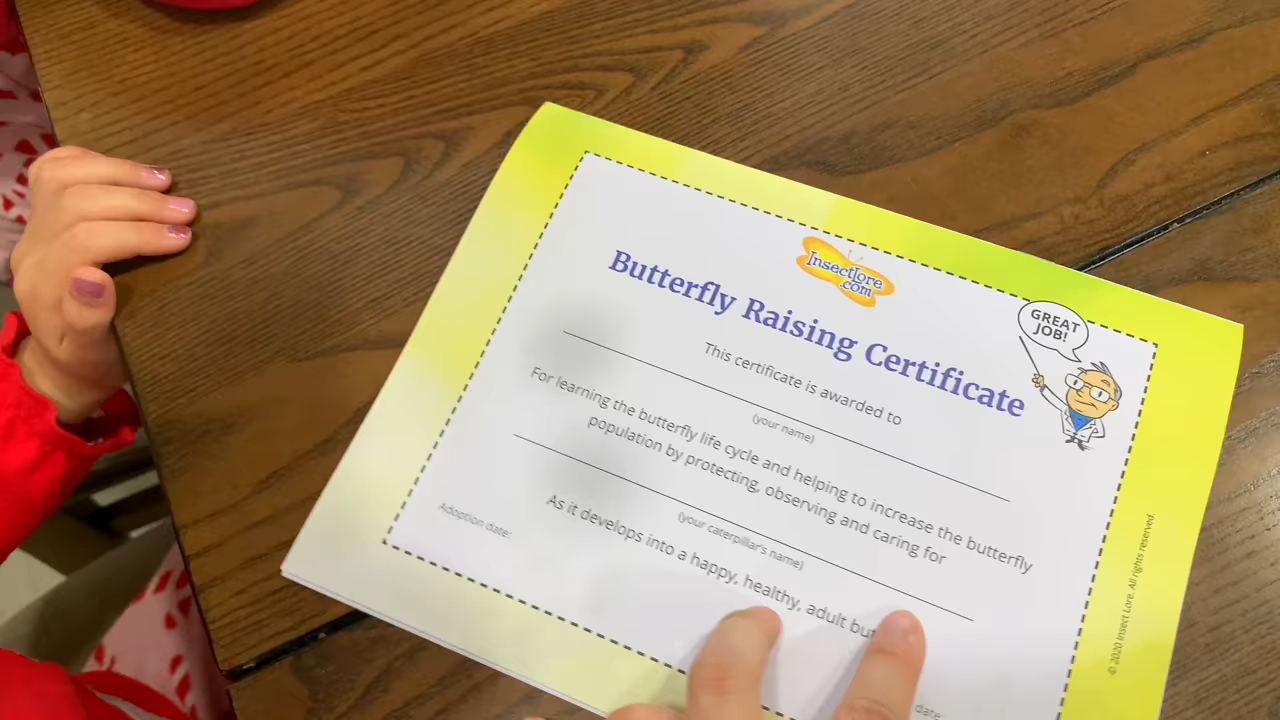 InsectLore
.com
Butterfly Raising Certificate
GREAT
JOB!
This certificate is awarded to
(your name)
For learning the butterfly life cycle and helping to increase the butterfly
population by protecting, observing and caring for
(your caterpillar's name)
As it develops into a happy, healthy, adult
Adoption date:
date:
© 2020 Insect Lore. All rights reserved.